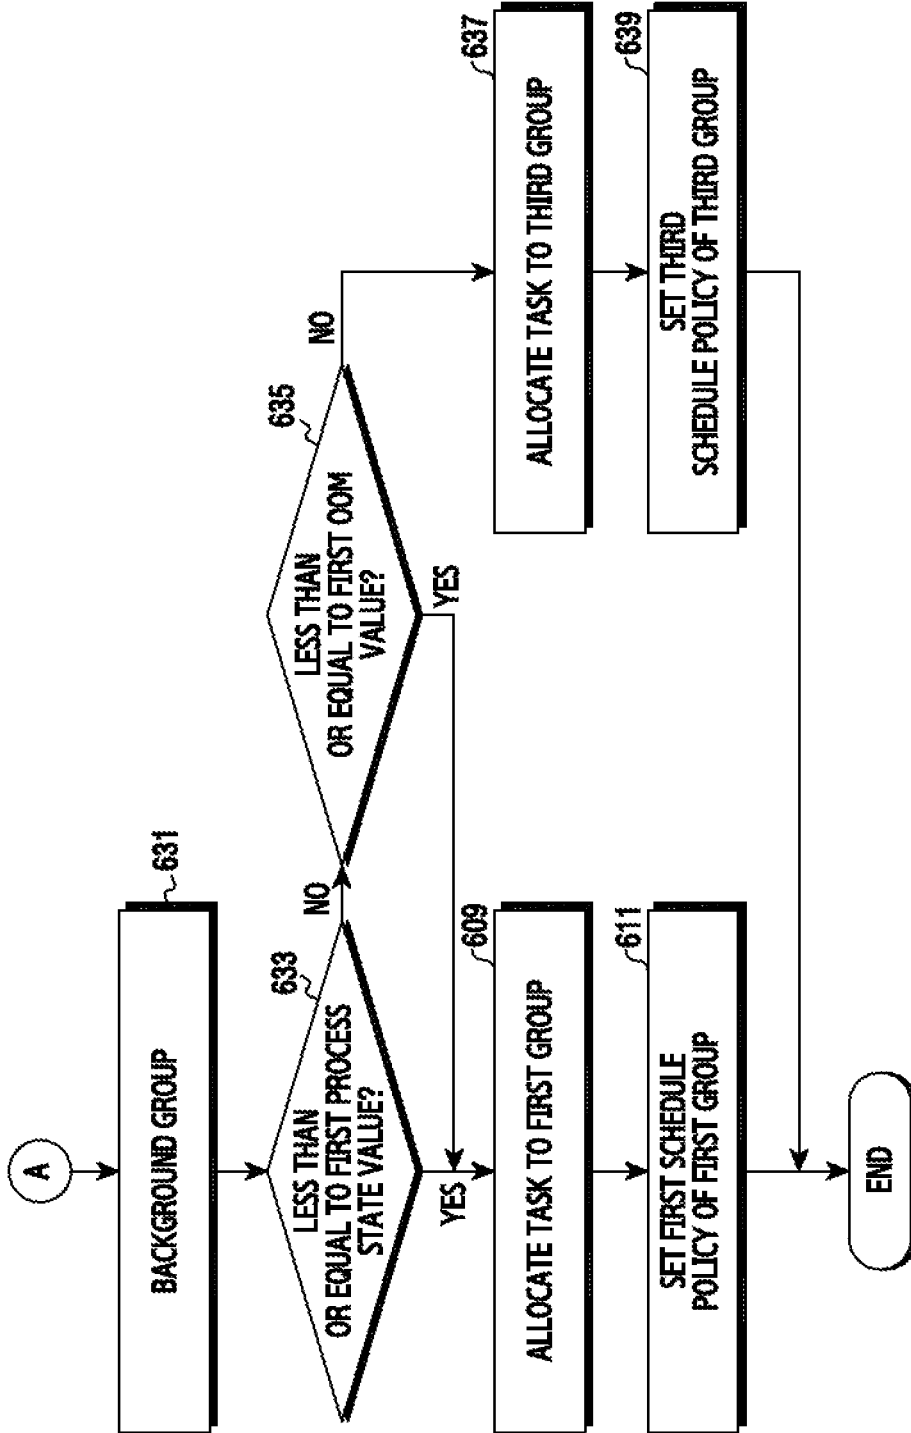 A
BACKGROUND GROUP
631
LESS THAN
OR EQUAL TO FIRST PROCESS
STATE VALUE?
633
NO
YES
LESS THAN
OR EQUAL TO FIRST OOM
VALUE?
635
NO
YES
ALLOCATE TASK TO FIRST GROUP
609
SET FIRST SCHEDULE
POLICY OF FIRST GROUP
611
ALLOCATE TASK TO THIRD GROUP
637
SET THIRD
SCHEDULE POLICY OF THIRD GROUP
639
END